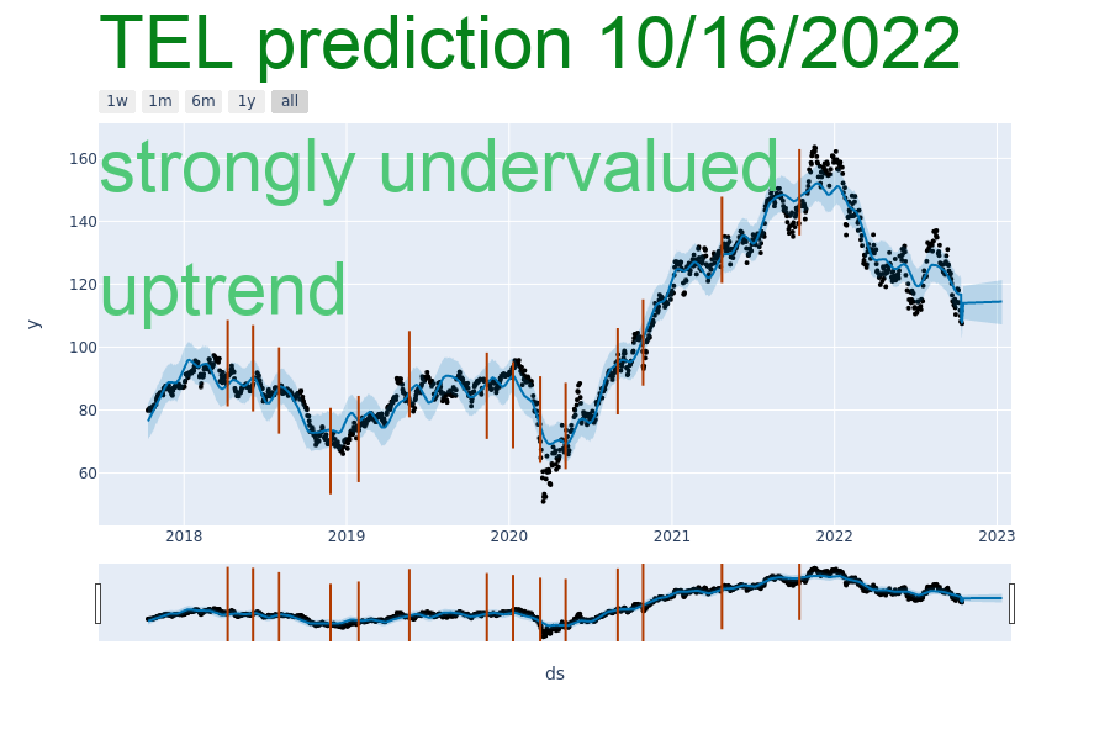 TEL prediction 10/16/2022
1w 1m 6m 1y all
strongly undervalued
uptrend
160
140
120
100
80
60
y
2018 2019 2020 2021 2022 2023
ds